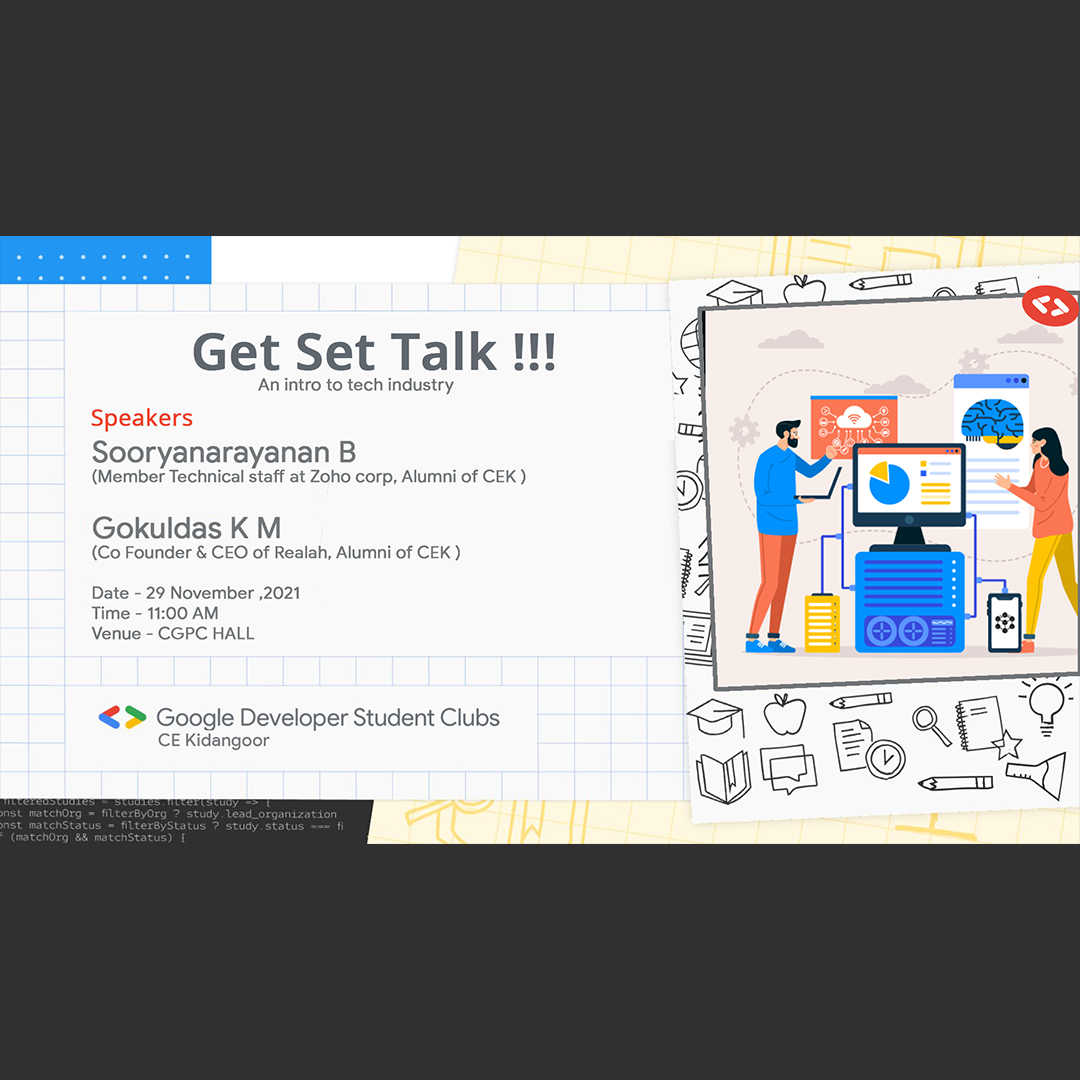 Get Set Talk !!!
An intro to tech industry
Speakers
Sooryanarayanan B
(Member Technical staff at Zoho corp, Alumni of CEK )
Gokuldas K M
(Co Founder & CEO of Realah, Alumni of CEK )
Date - 29 November ,2021
Time - 11:00 AM
Venue - CGPC HALL
Google Developer Student Clubs
CE Kidangoor
filteredStudies = studies.filter(study => {
onst matchOrg = filterByOrg ? study.lead_organization
onst matchStatus = filterByStatus ? study.status === fi
f (matchOrg && matchStatus) {